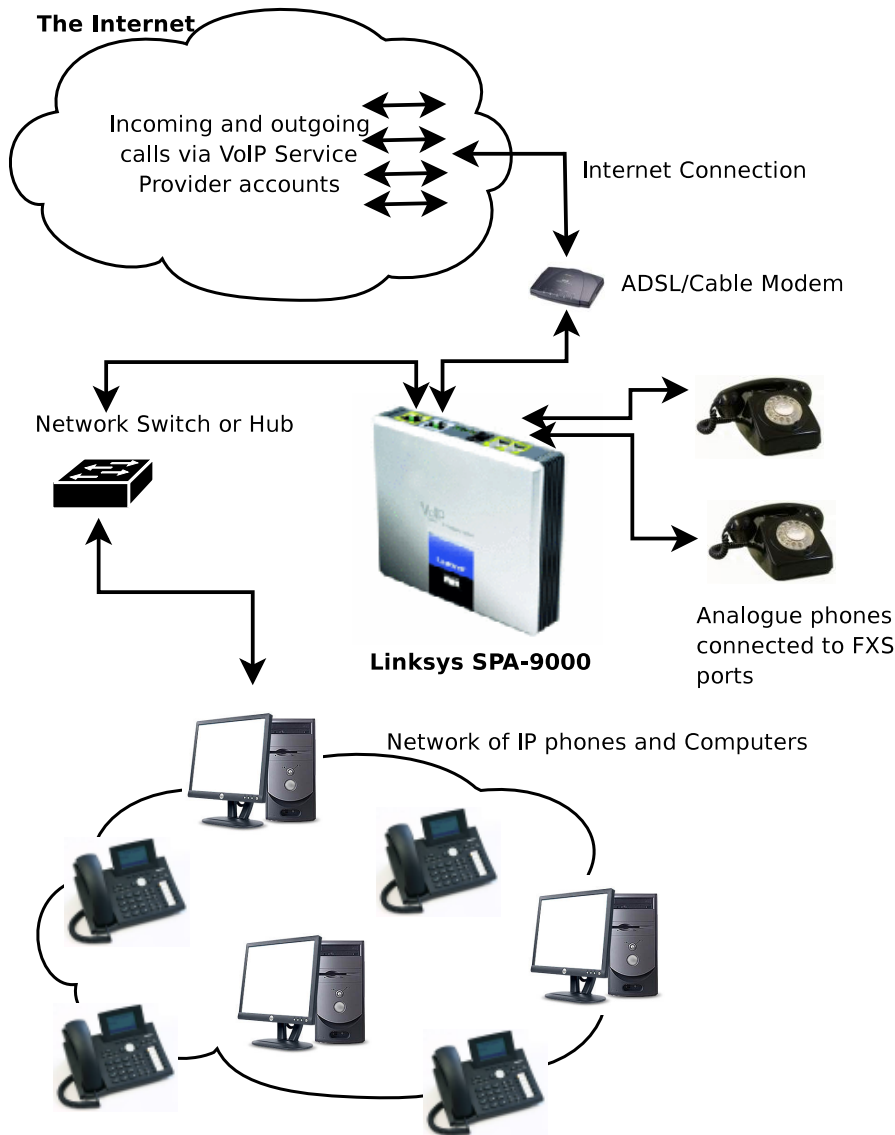 The Internet
Incoming and outgoing
calls via VoIP Service
Provider accounts
Internet Connection
ADSL/Cable Modem
Network Switch or Hub
VoIP
Linksys SPA-9000
Analogue phones
connected to FXS
ports
Network of IP phones and Computers